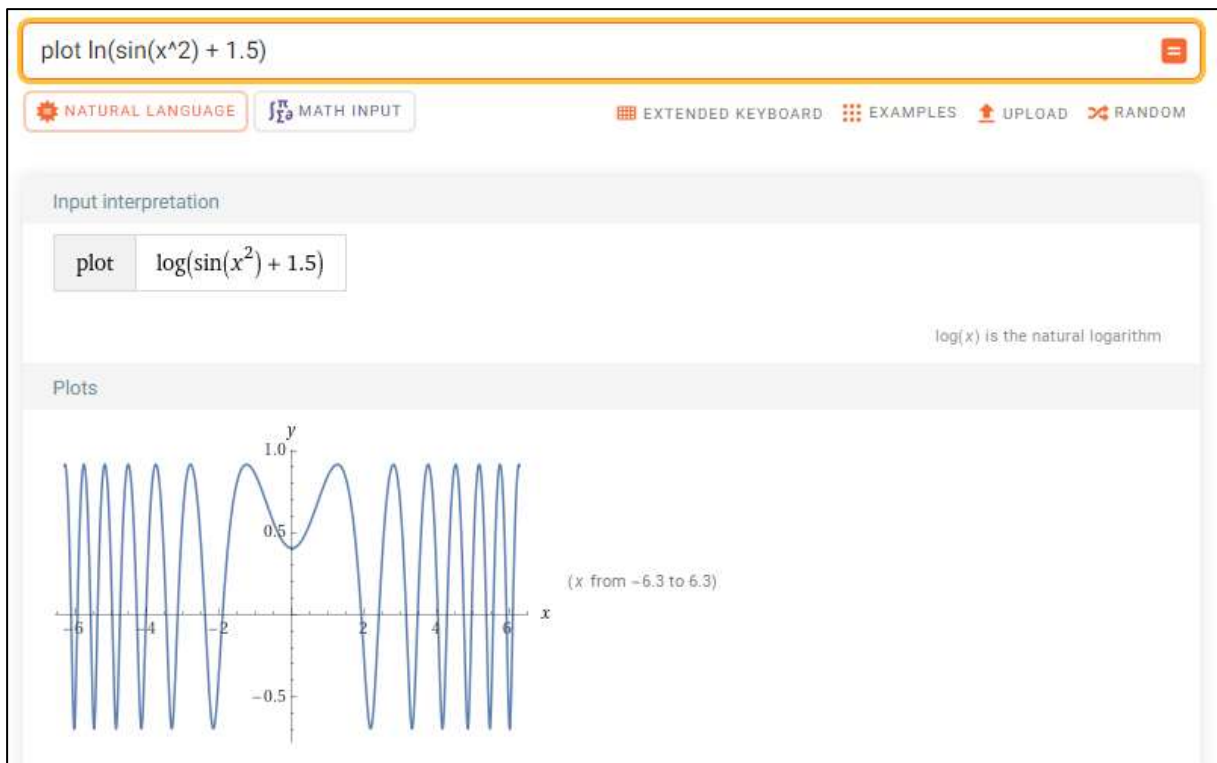 plot ln(sin(x^2) + 1.5)
NATURAL LANGUAGE ∫π Σ∂ MATH INPUT EXTENDED KEYBOARD EXAMPLES UPLOAD RANDOM
Input interpretation
plot log(sin(x²) + 1.5)
log(x) is the natural logarithm
Plots
y
1.0
0.5
(x from −6.3 to 6.3)
x
−6 −4 −2 2 4 6
−0.5